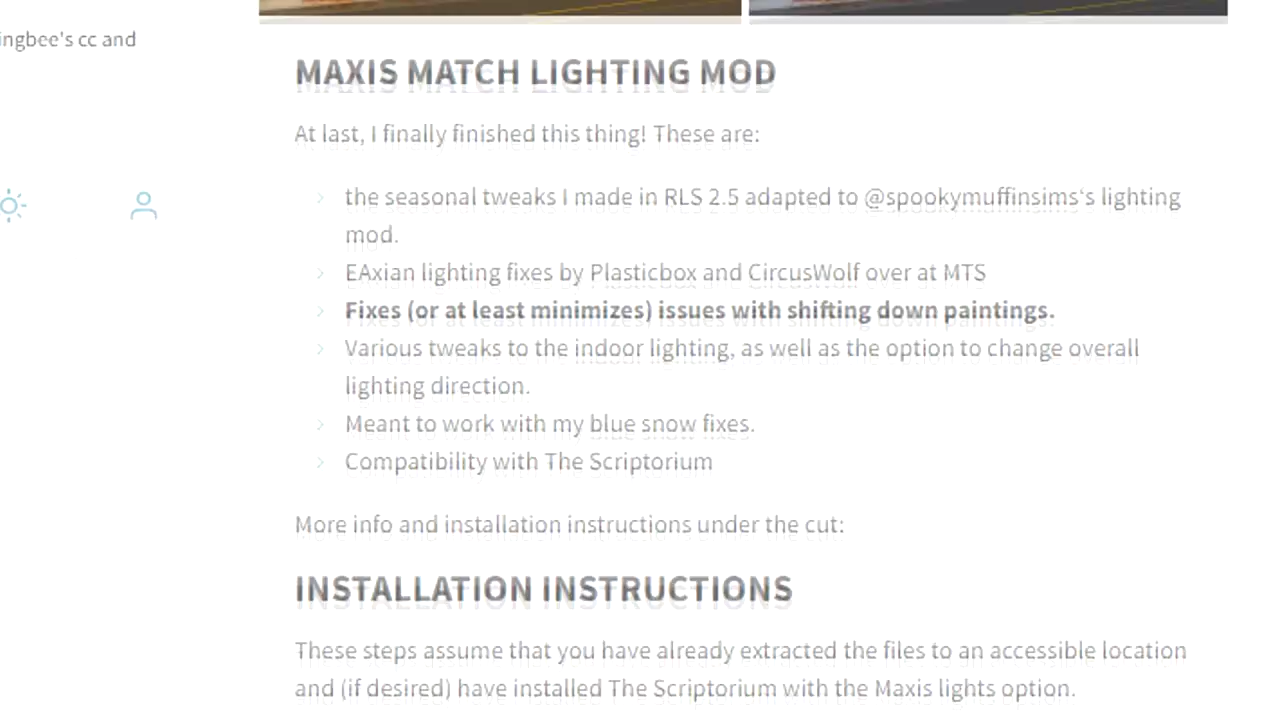 ingbee's cc and
MAXIS MATCH LIGHTING MOD
At last, I finally finished this thing! These are:
the seasonal tweaks I made in RLS 2.5 adapted to @spookymuffinsims‘s lighting
mod.
EAxian lighting fixes by Plasticbox and CircusWolf over at MTS
Fixes (or at least minimizes) issues with shifting down paintings.
Various tweaks to the indoor lighting, as well as the option to change overall
lighting direction.
Meant to work with my blue snow fixes.
Compatibility with The Scriptorium
More info and installation instructions under the cut:
INSTALLATION INSTRUCTIONS
These steps assume that you have already extracted the files to an accessible location
and (if desired) have installed The Scriptorium with the Maxis lights option.